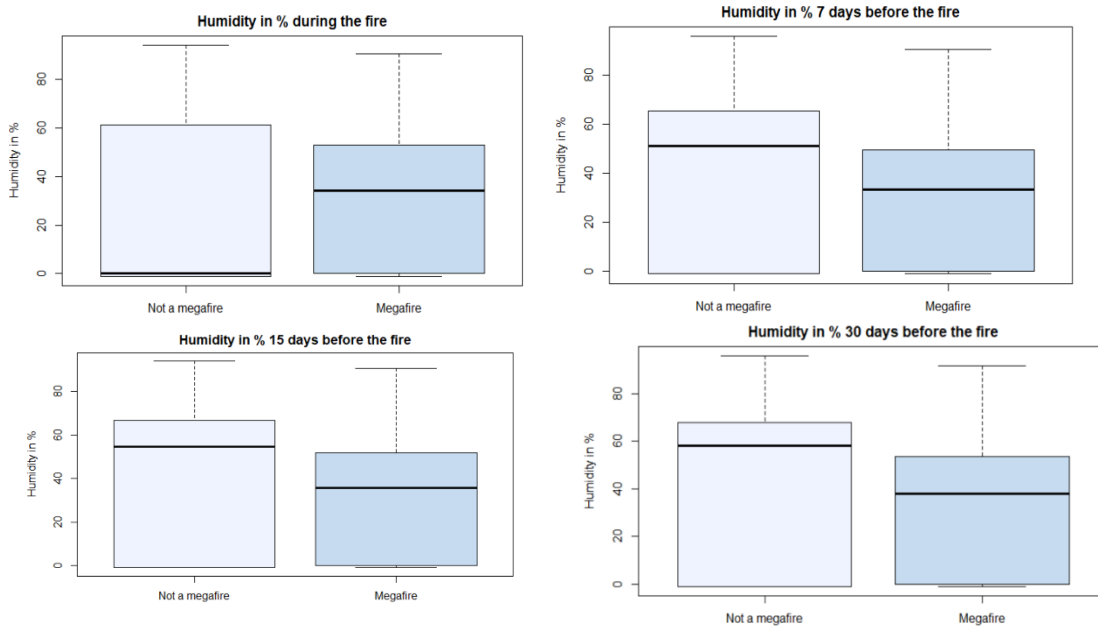 Humidity in % during the fire
Humidity in %
0
20
40
60
80
Not a megafire
Megafire
Humidity in % 7 days before the fire
Humidity in %
0
20
40
60
80
Not a megafire
Megafire
Humidity in % 15 days before the fire
Humidity in %
0
20
40
60
80
Not a megafire
Megafire
Humidity in % 30 days before the fire
Humidity in %
0
20
40
60
80
Not a megafire
Megafire